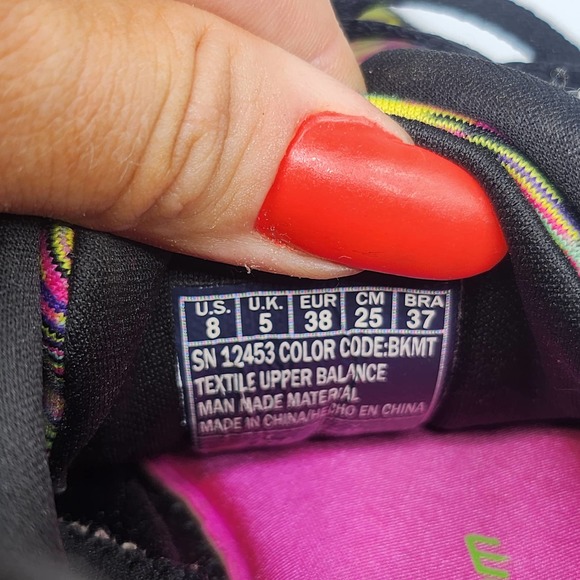 U.S. U.K. EUR CM BRA
8 5 38 25 37
SN 12453 COLOR CODE:BKMT
TEXTILE UPPER BALANCE
MAN MADE MATERIAL
MADE IN CHINA/HECHO EN CHINA
E